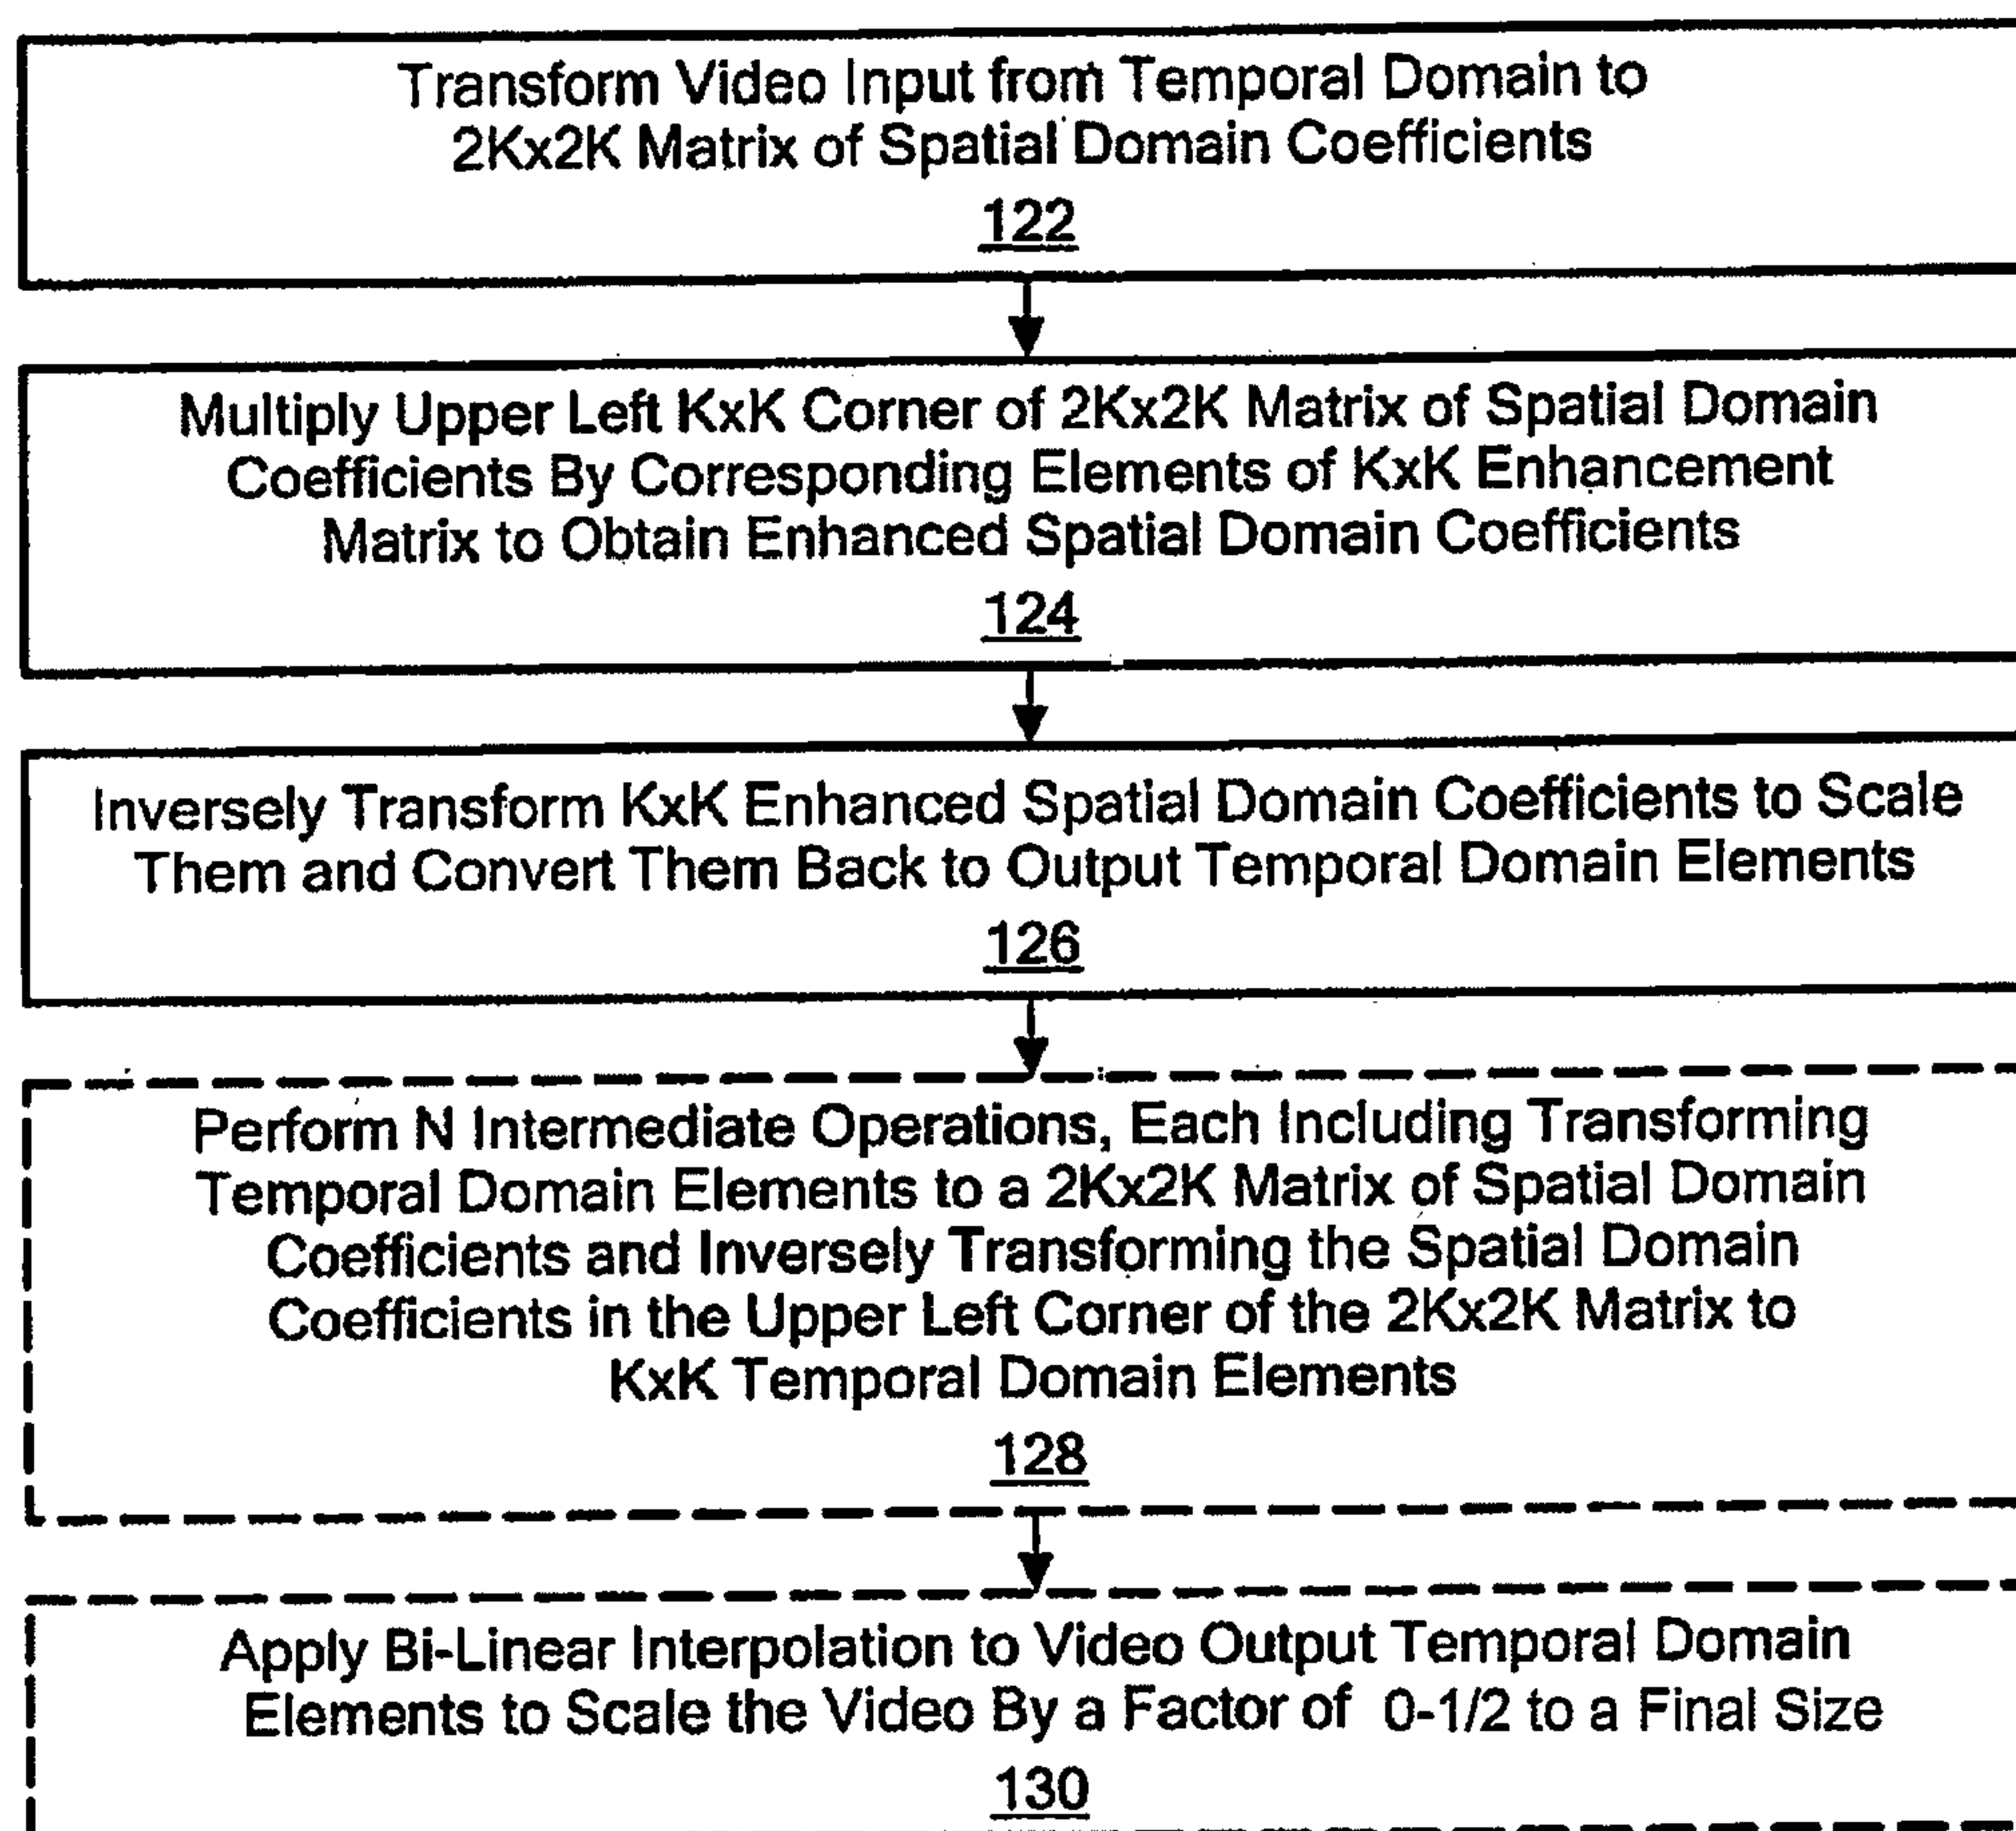 Transform Video Input from Temporal Domain to
2Kx2K Matrix of Spatial Domain Coefficients
122
Multiply Upper Left KxK Corner of 2Kx2K Matrix of Spatial Domain
Coefficients By Corresponding Elements of KxK Enhancement
Matrix to Obtain Enhanced Spatial Domain Coefficients
124
Inversely Transform KxK Enhanced Spatial Domain Coefficients to Scale
Them and Convert Them Back to Output Temporal Domain Elements
126
Perform N Intermediate Operations, Each Including Transforming
Temporal Domain Elements to a 2Kx2K Matrix of Spatial Domain
Coefficients and Inversely Transforming the Spatial Domain
Coefficients in the Upper Left Corner of the 2Kx2K Matrix to
KxK Temporal Domain Elements
128
Apply Bi-Linear Interpolation to Video Output Temporal Domain
Elements to Scale the Video By a Factor of 0-1/2 to a Final Size
130